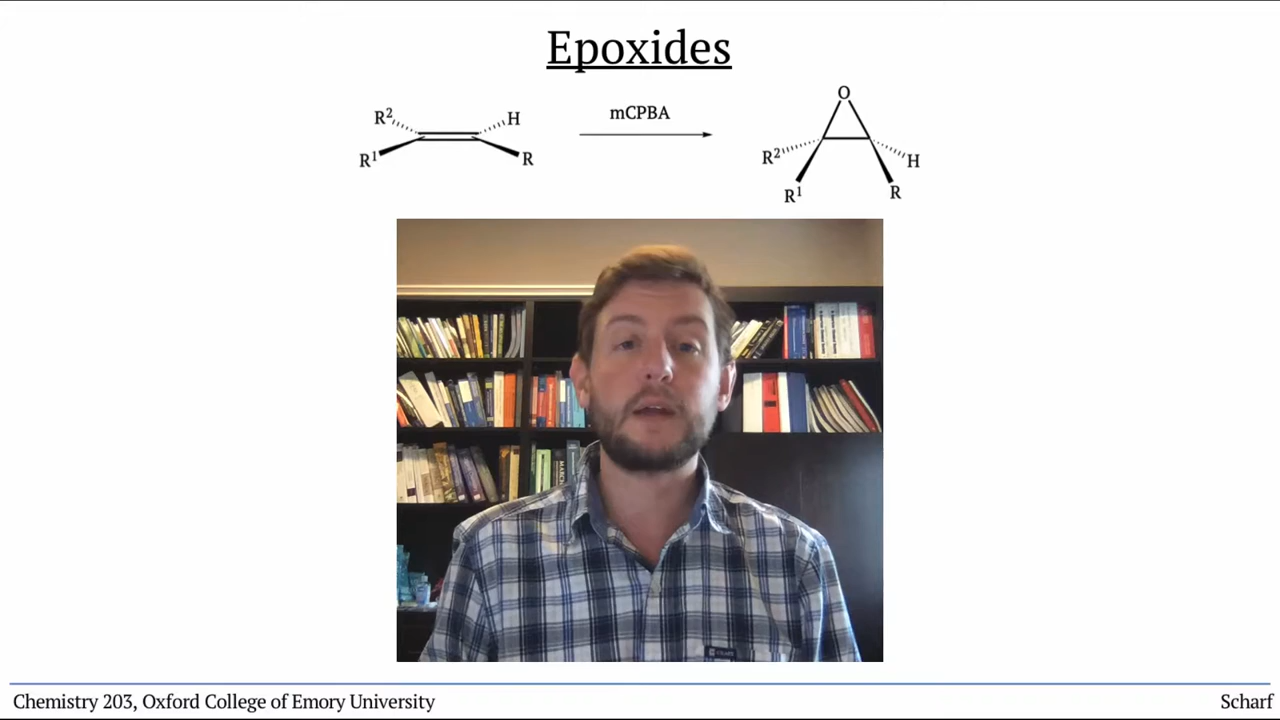 Epoxides
R² H mCPBA O
R¹ R R² H
R¹ R
Chemistry 203, Oxford College of Emory University Scharf